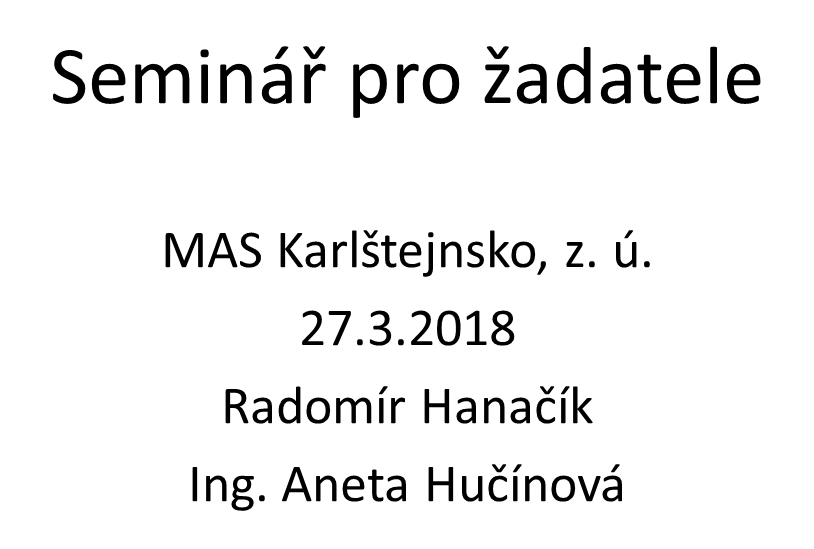 Seminář pro žadatele
MAS Karlštejnsko, z. ú.
27.3.2018
Radomír Hanačík
Ing. Aneta Hučínová